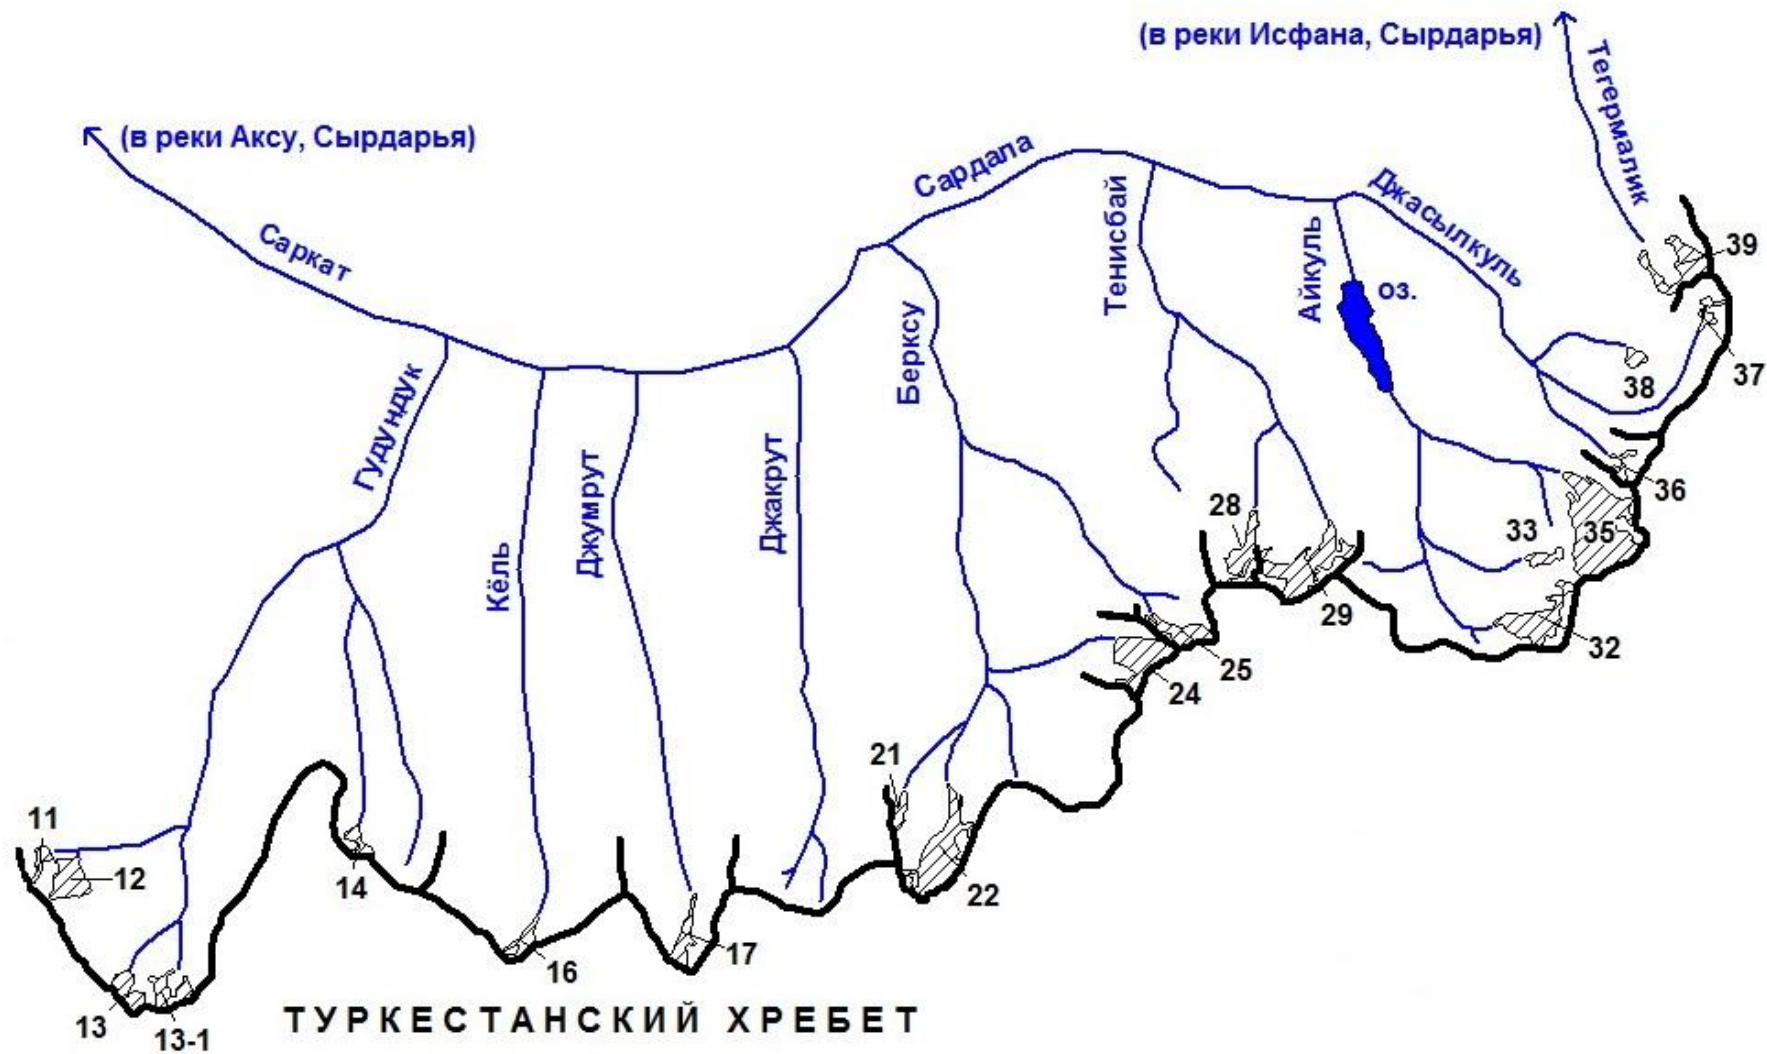 (в реки Исфана, Сырдарья)
Тегермалик
(в реки Аксу, Сырдарья)
Сардала
Джасылкуль
Саркат
Тенисбай
Айкуль
оз.
39
Гудундук
Беркcу
37
38
Кёль
Джумрут
Джакрут
36
28
33
35
29
32
25
24
21
22
11
12
14
16
17
13
13-1
ТУРКЕСТАНСКИЙ ХРЕБЕТ